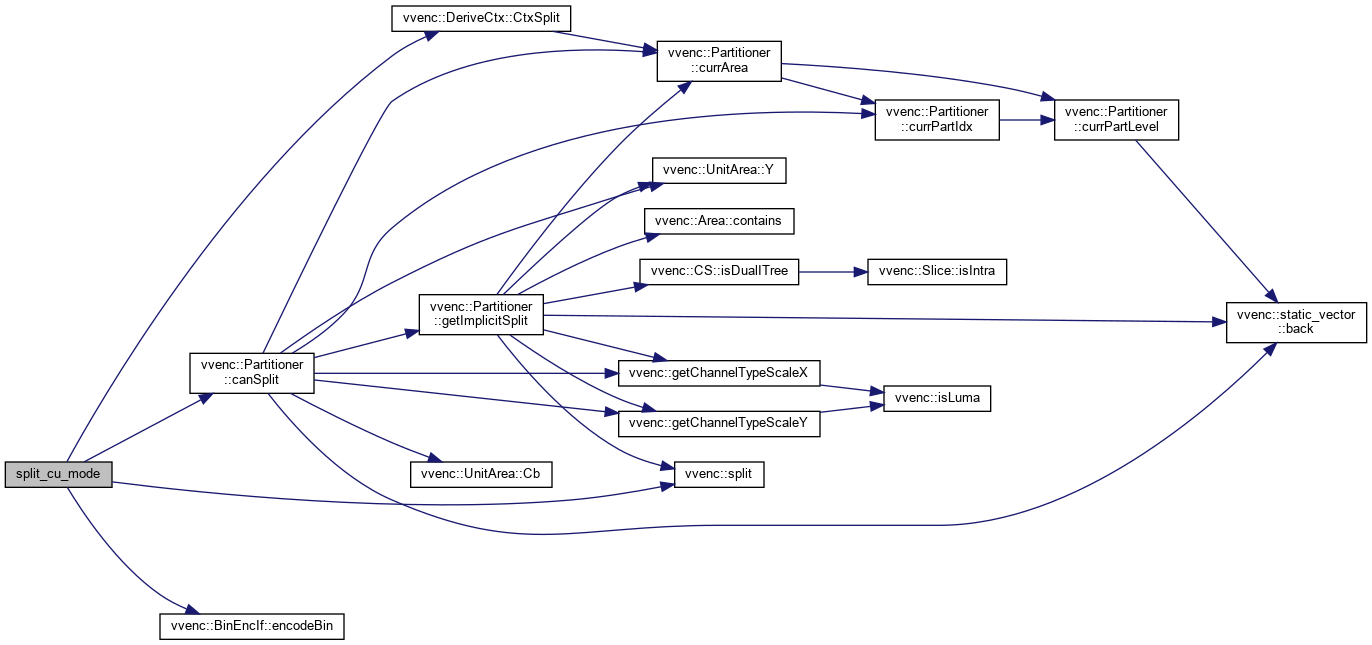 vvenc::DeriveCtx::CtxSplit
vvenc::Partitioner
::currArea
vvenc::Partitioner
::currPartIdx
vvenc::Partitioner
::currPartLevel
vvenc::UnitArea::Y
vvenc::Area::contains
vvenc::CS::isDualITree
vvenc::Slice::isIntra
vvenc::Partitioner
::getImplicitSplit
vvenc::static_vector
::back
vvenc::Partitioner
::canSplit
vvenc::getChannelTypeScaleX
vvenc::isLuma
vvenc::getChannelTypeScaleY
split_cu_mode
vvenc::UnitArea::Cb
vvenc::split
vvenc::BinEncIf::encodeBin